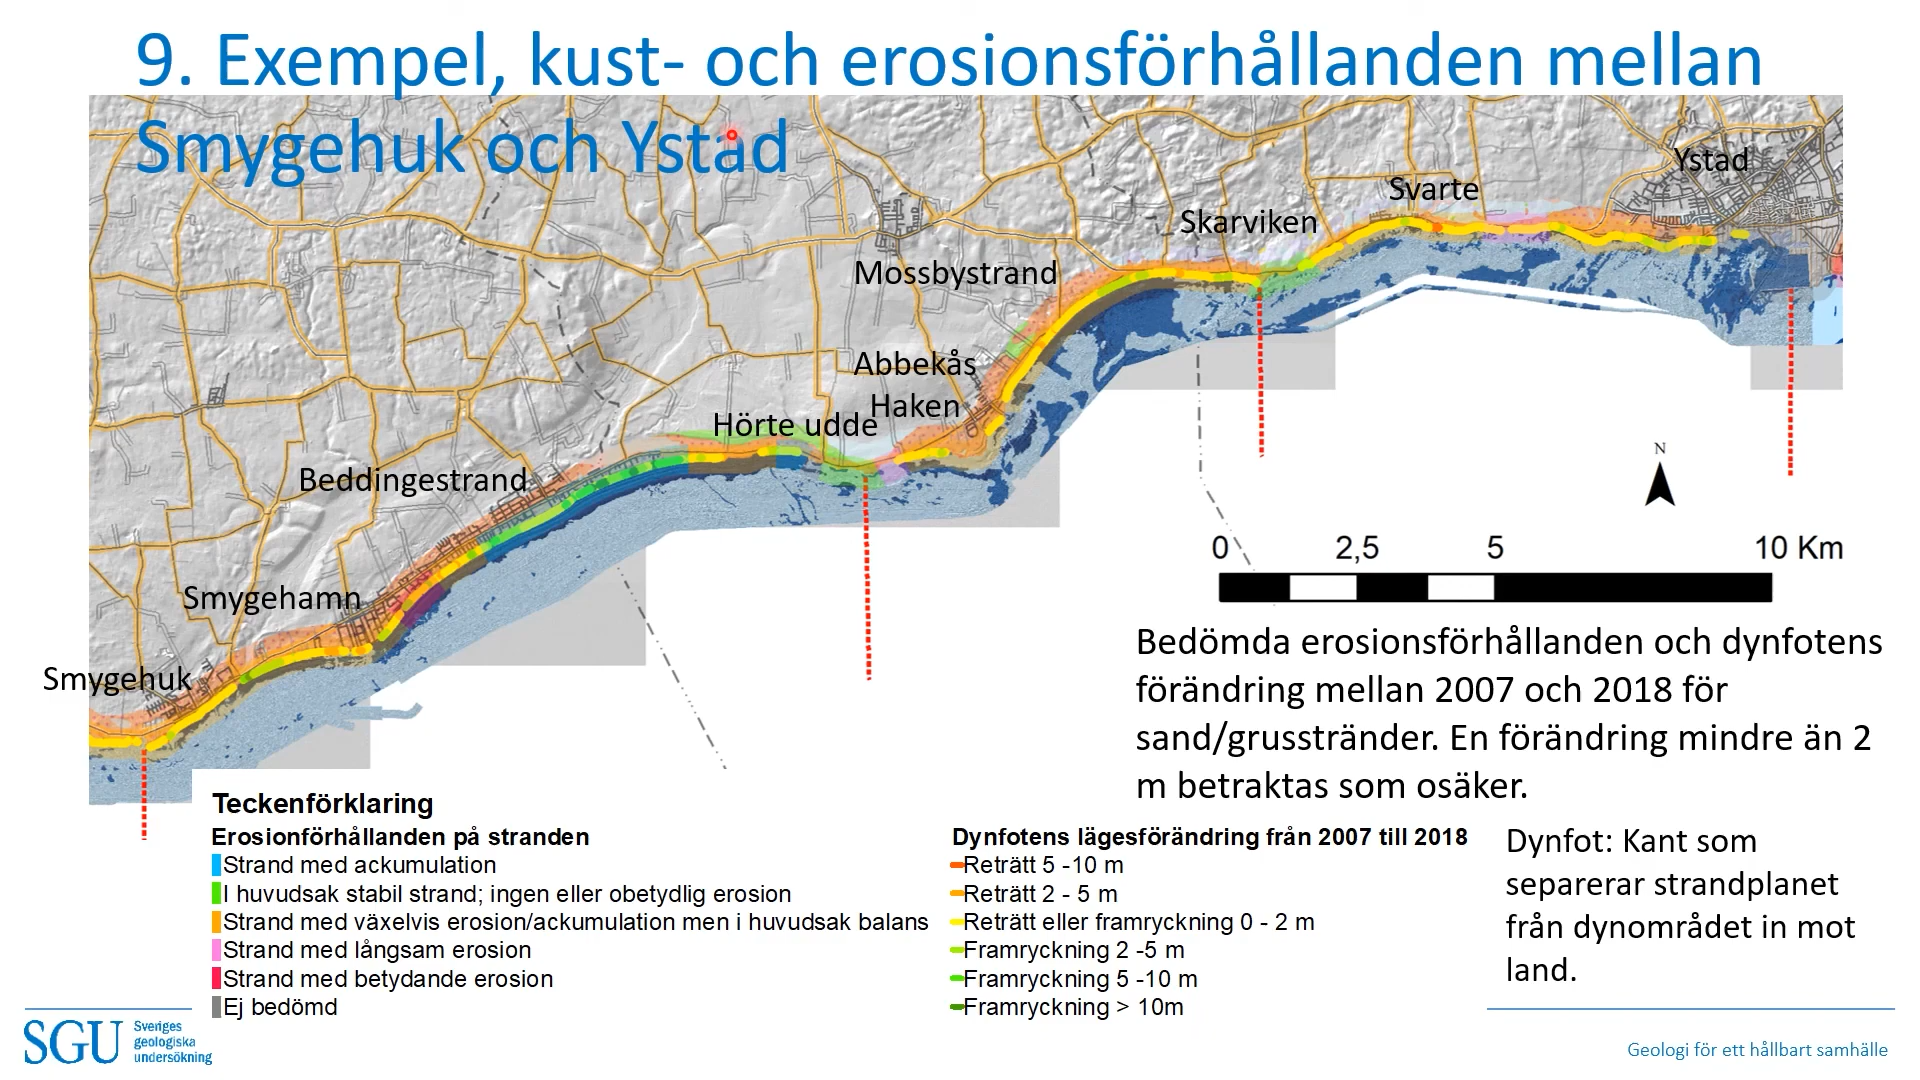 9. Exempel, kust- och erosionsförhållanden mellan
Smygehuk och Ystad
Ystad
Svarte
Skarviken
Mossbystrand
Abbekås
Haken
Hörte udde
Beddingestrand
Smygehamn
Smygehuk
N
0 2,5 5 10 Km
Bedömda erosionsförhållanden och dynfotens
förändring mellan 2007 och 2018 för
sand/grusstränder. En förändring mindre än 2
m betraktas som osäker.
Teckenförklaring
Erosionförhållanden på stranden
Strand med ackumulation
I huvudsak stabil strand; ingen eller obetydlig erosion
Strand med växelvis erosion/ackumulation men i huvudsak balans
Strand med långsam erosion
Strand med betydande erosion
Ej bedömd
Dynfotens lägesförändring från 2007 till 2018
Reträtt 5 -10 m
Reträtt 2 - 5 m
Reträtt eller framryckning 0 - 2 m
Framryckning 2 -5 m
Framryckning 5 -10 m
Framryckning > 10m
Dynfot: Kant som
separerar strandplanet
från dynområdet in mot
land.
SGU
Sveriges
geologiska
undersökning
Geologi för ett hållbart samhälle